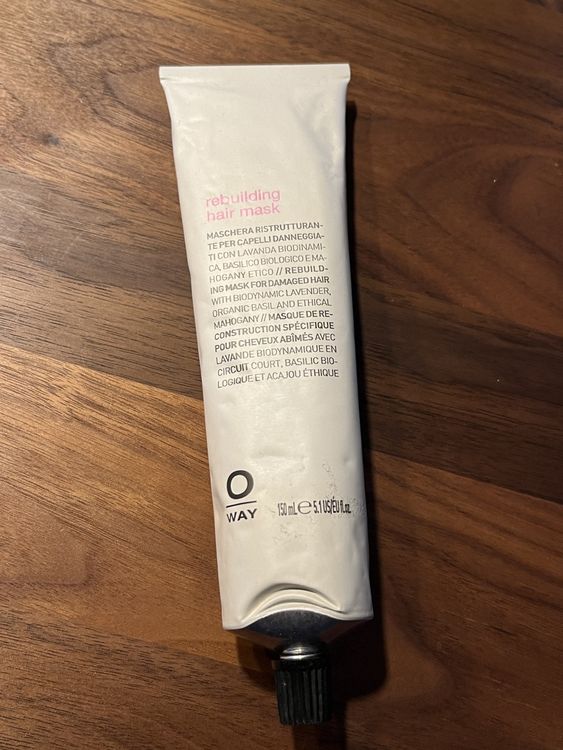 rebuilding
hair mask
MASCHERA RISTRUTTURAN-
TE PER CAPELLI DANNEGGIA-
TI CON LAVANDA BIODINAMI-
CA, BASILICO BIOLOGICO E MA-
HOGANY ETICO // REBUILD-
ING MASK FOR DAMAGED HAIR
WITH BIODYNAMIC LAVENDER,
ORGANIC BASIL AND ETHICAL
MAHOGANY // MASQUE DE RE-
CONSTRUCTION SPÉCIFIQUE
POUR CHEVEUX ABÎMÉS AVEC
LAVANDE BIODYNAMIQUE EN
CIRCUIT COURT, BASILIC BIO-
LOGIQUE ET ACAJOU ÉTHIQUE
O
WAY
150 mL ℮ 5.1 US/ÉU fl.oz.